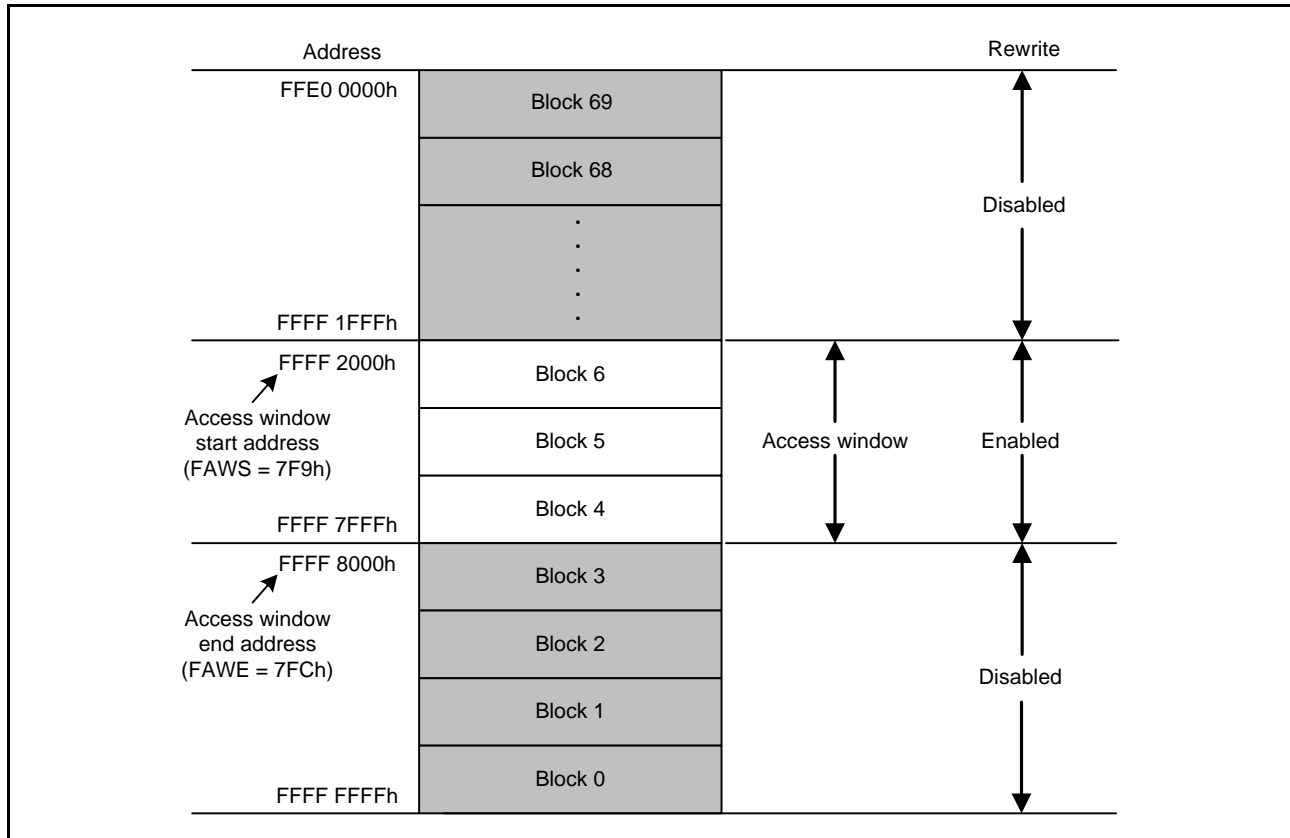 Address
Rewrite
FFE0 0000h
Block 69
Block 68
Disabled
FFFF 1FFFh
FFFF 2000h
Block 6
Access window
start address
(FAWS = 7F9h)
Block 5
Access window
Enabled
Block 4
FFFF 7FFFh
FFFF 8000h
Block 3
Access window
end address
(FAWE = 7FCh)
Block 2
Disabled
Block 1
Block 0
FFFF FFFFh